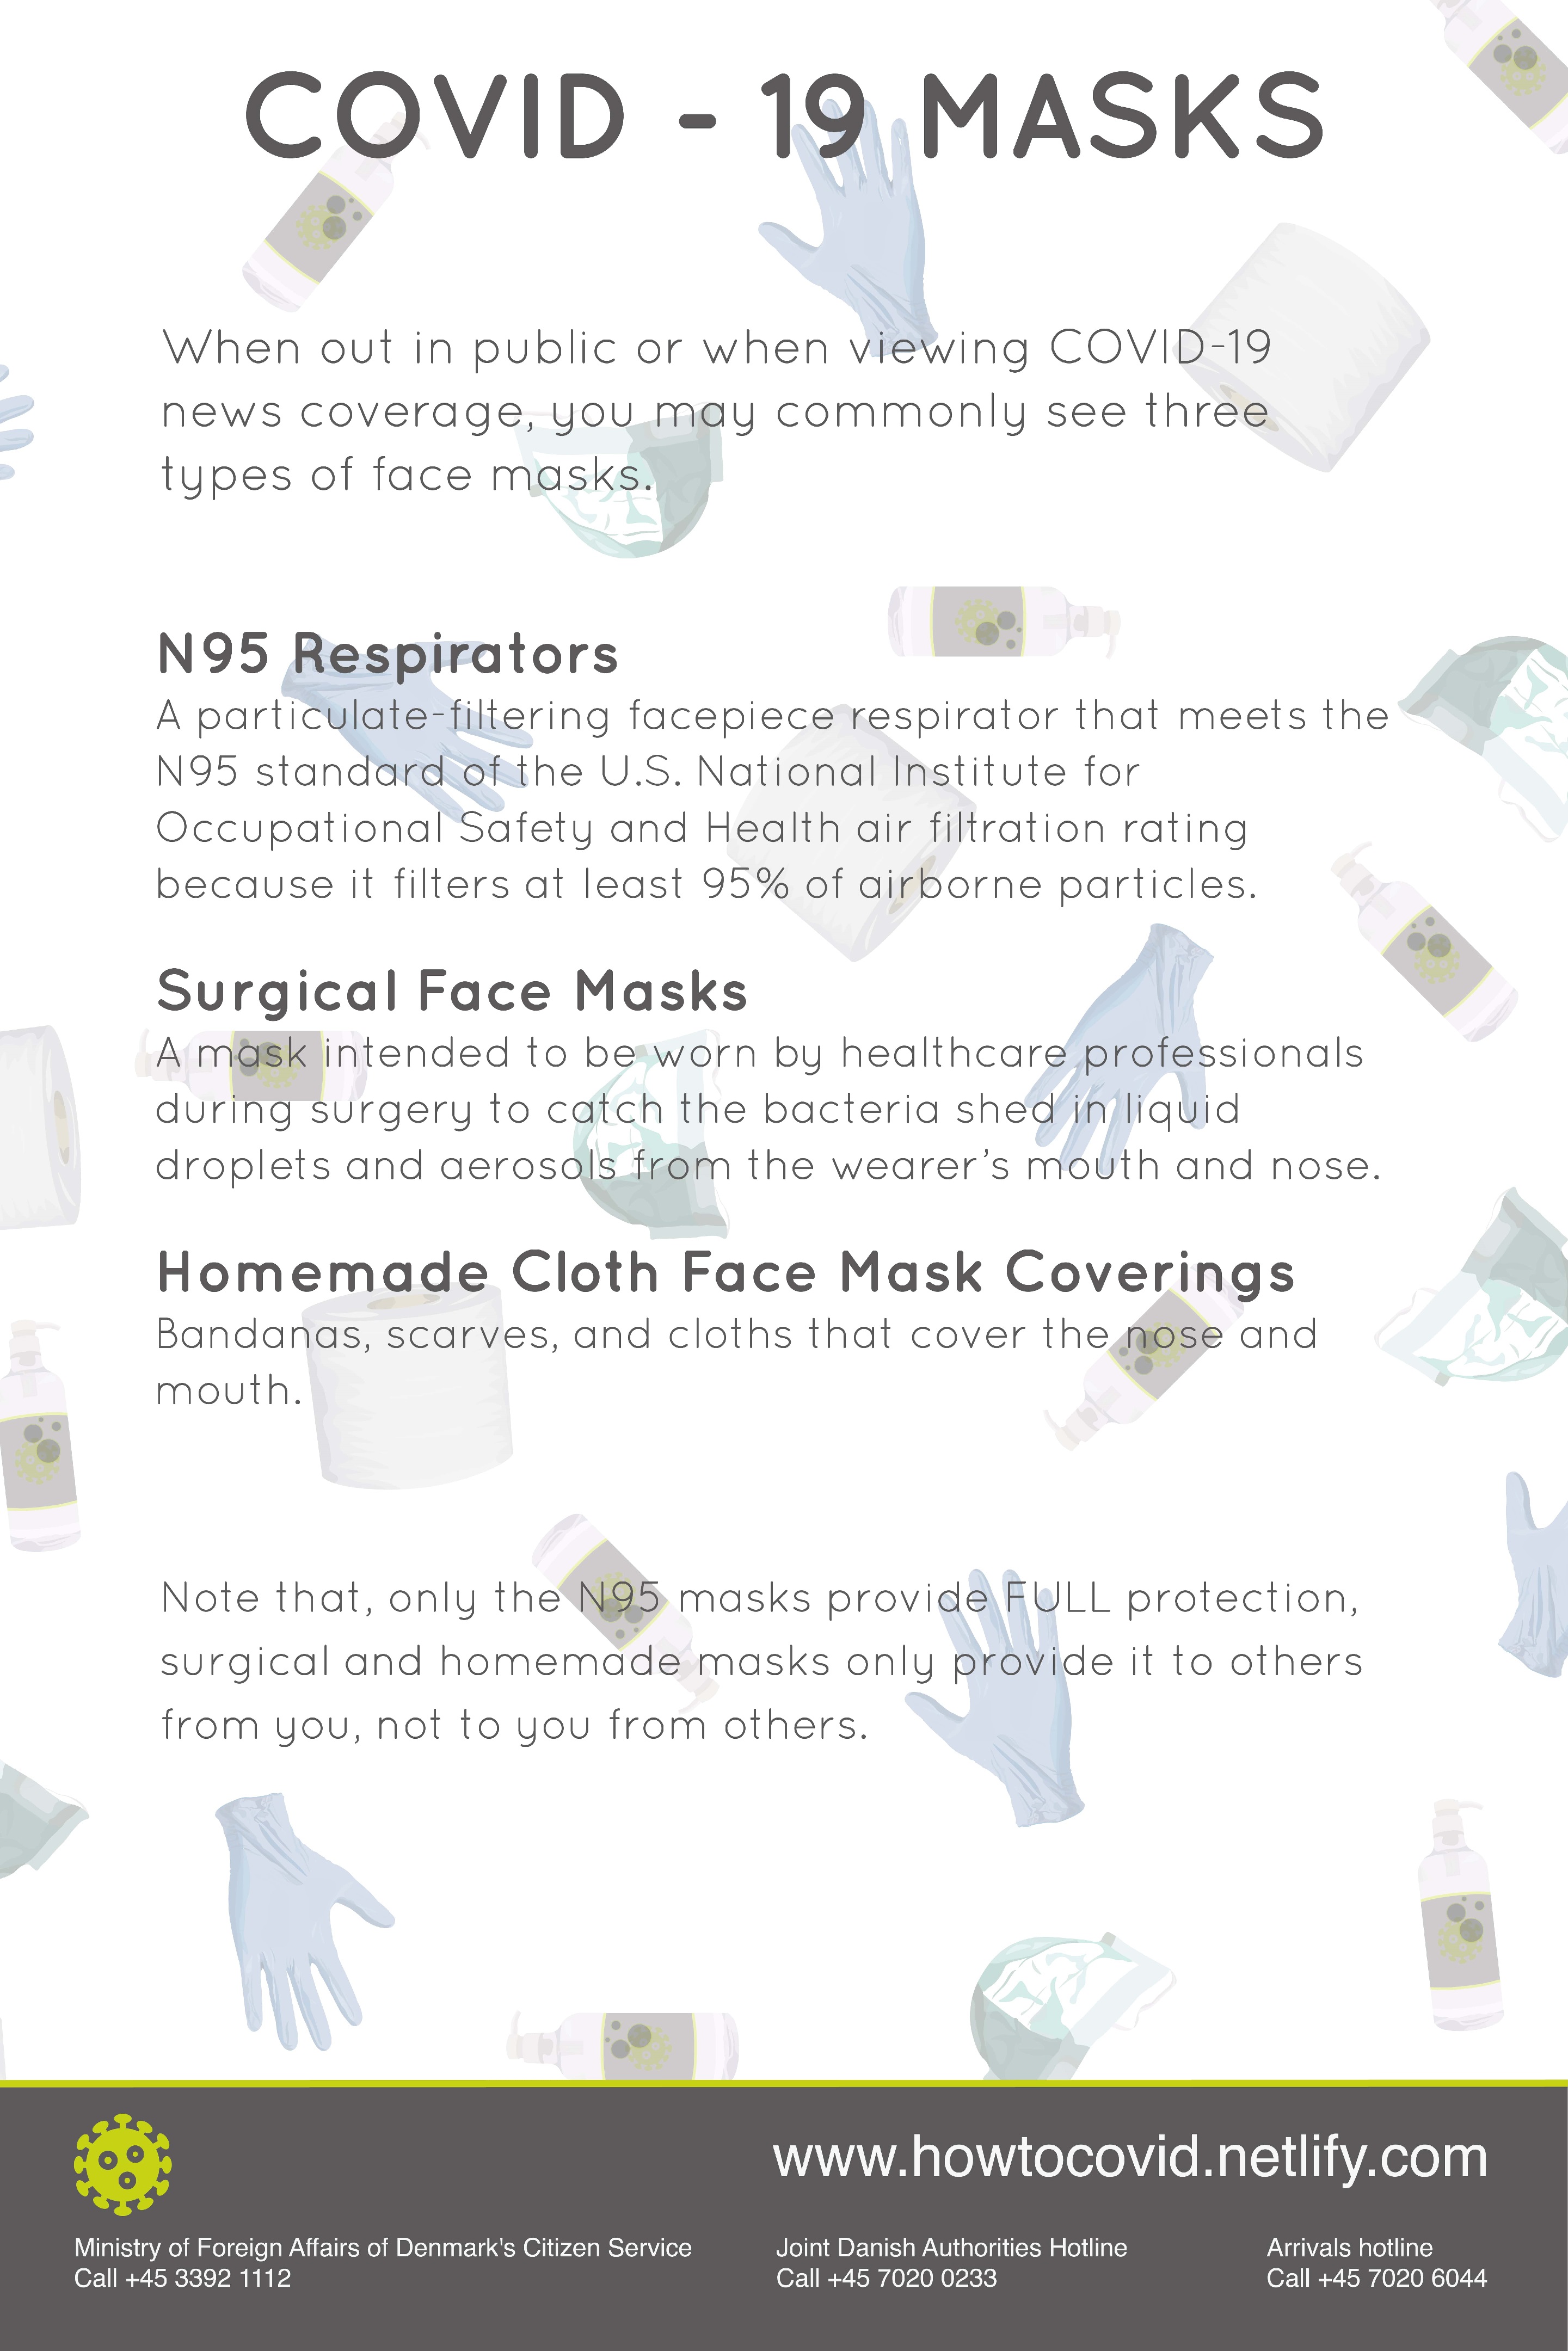 COVID - 19 MASKS
When out in public or when viewing COVID-19
news coverage, you may commonly see three
types of face masks.
N95 Respirators
A particulate-filtering facepiece respirator that meets the
N95 standard of the U.S. National Institute for
Occupational Safety and Health air filtration rating
because it filters at least 95% of airborne particles.
Surgical Face Masks
A mask intended to be worn by healthcare professionals
during surgery to catch the bacteria shed in liquid
droplets and aerosols from the wearer's mouth and nose.
Homemade Cloth Face Mask Coverings
Bandanas, scarves, and cloths that cover the nose and
mouth.
Note that, only the N95 masks provide FULL protection,
surgical and homemade masks only provide it to others
from you, not to you from others.
www.howtocovid.netlify.com
Ministry of Foreign Affairs of Denmark's Citizen Service
Call +45 3392 1112
Joint Danish Authorities Hotline
Call +45 7020 0233
Arrivals hotline
Call +45 7020 6044